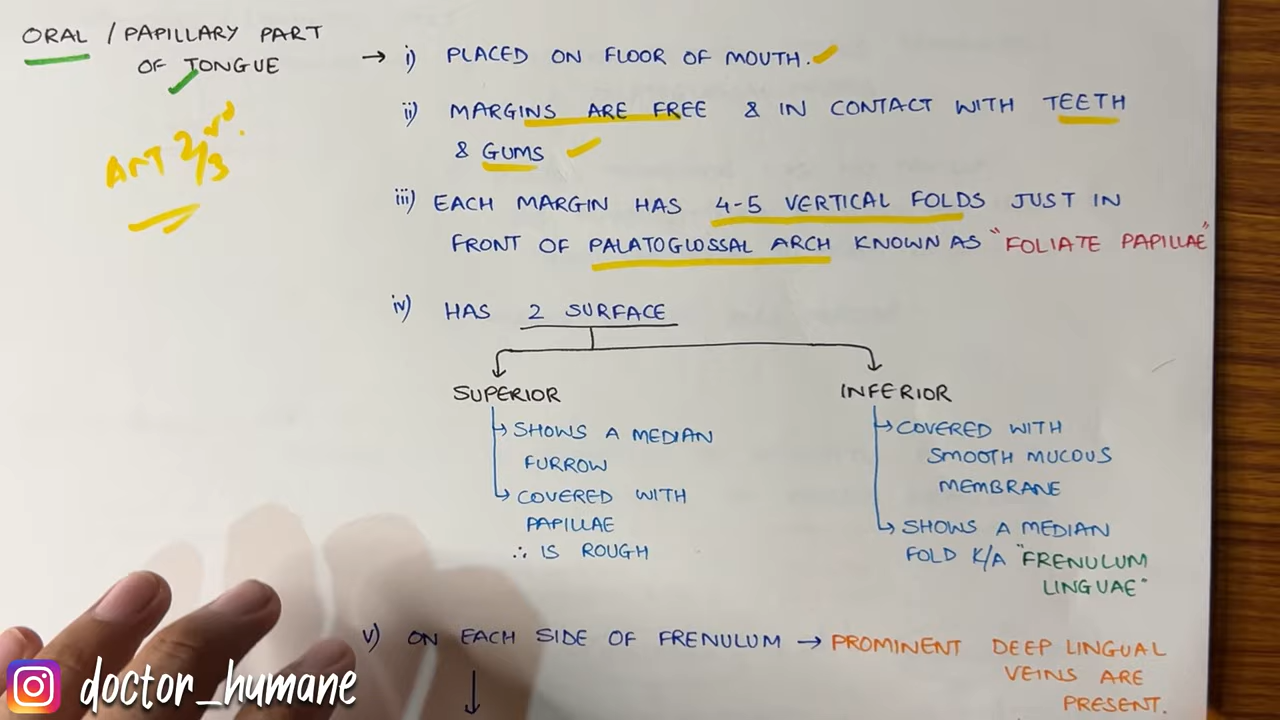 ORAL / PAPILLARY PART
OF TONGUE
ANT 2/3rd.
→ i) PLACED ON FLOOR OF MOUTH.
ii) MARGINS ARE FREE & IN CONTACT WITH TEETH
& GUMS
iii) EACH MARGIN HAS 4-5 VERTICAL FOLDS JUST IN
FRONT OF PALATOGLOSSAL ARCH KNOWN AS "FOLIATE PAPILLAE"
iv) HAS 2 SURFACE
SUPERIOR
→ SHOWS A MEDIAN
FURROW
→ COVERED WITH
PAPILLAE
∴ IS ROUGH
INFERIOR
→ COVERED WITH
SMOOTH MUCOUS
MEMBRANE
→ SHOWS A MEDIAN
FOLD K/A "FRENULUM
LINGUAE"
v) ON EACH SIDE OF FRENULUM → PROMINENT DEEP LINGUAL
VEINS ARE
PRESENT.
doctor_humane